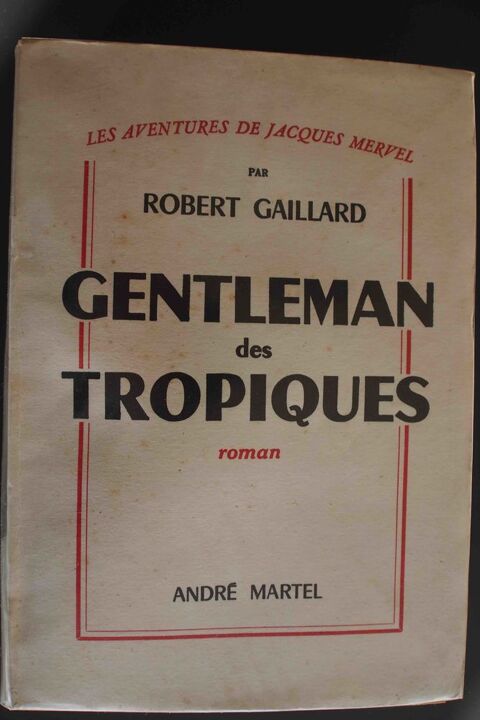 LES AVENTURES DE JACQUES MERVEL
PAR
ROBERT GAILLARD
GENTLEMAN
des
TROPIQUES
roman
ANDRÉ MARTEL